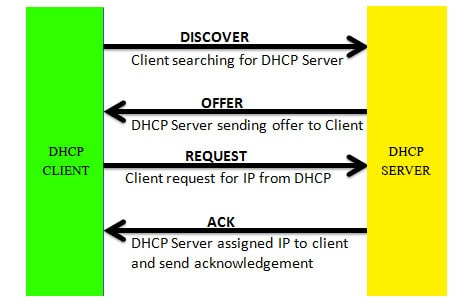 DISCOVER
Client searching for DHCP Server
OFFER
DHCP Server sending offer to Client
DHCP
CLIENT
REQUEST
Client request for IP from DHCP
DHCP
SERVER
ACK
DHCP Server assigned IP to client
and send acknowledgement